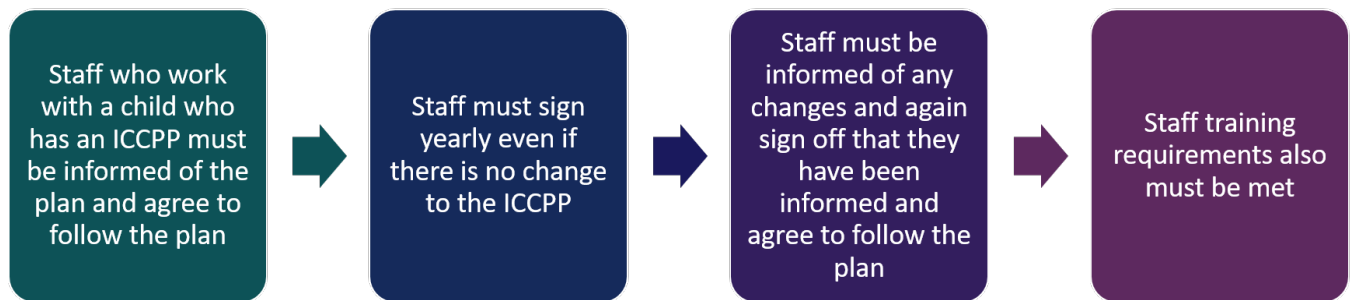 Staff who work
with a child who
has an ICCPP must
be informed of the
plan and agree to
follow the plan
Staff must sign
yearly even if
there is no change
to the ICCPP
Staff must be
informed of any
changes and again
sign off that they
have been
informed and
agree to follow the
plan
Staff training
requirements also
must be met